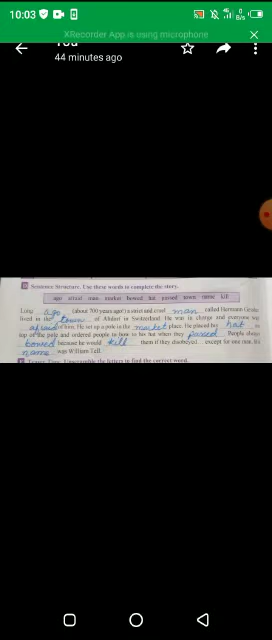 10:03
XRecorder App is using microphone
You
44 minutes ago
Sentence Structure. Use these words to complete the story.
ago afraid man market bowed hat passed town name kill
Long ago (about 700 years ago) a strict and cruel man called Hermann Gessler
lived in the town of Altdorf in Switzerland. He was in charge and everyone was
afraid of him. He set up a pole in the market place. He placed his hat on
top of the pole and ordered people to bow to his hat when they passed. People always
bowed because he would kill them if they disobeyed... except for one man, his
name was William Tell.
Unscramble the letters to find the correct word.